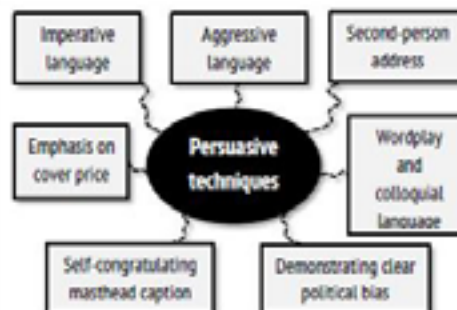 Imperative
language
Aggressive
language
Second-person
address
Emphasis on
cover price
Persuasive
techniques
Wordplay
and
colloquial
language
Self-congratulating
masthead caption
Demonstrating clear
political bias